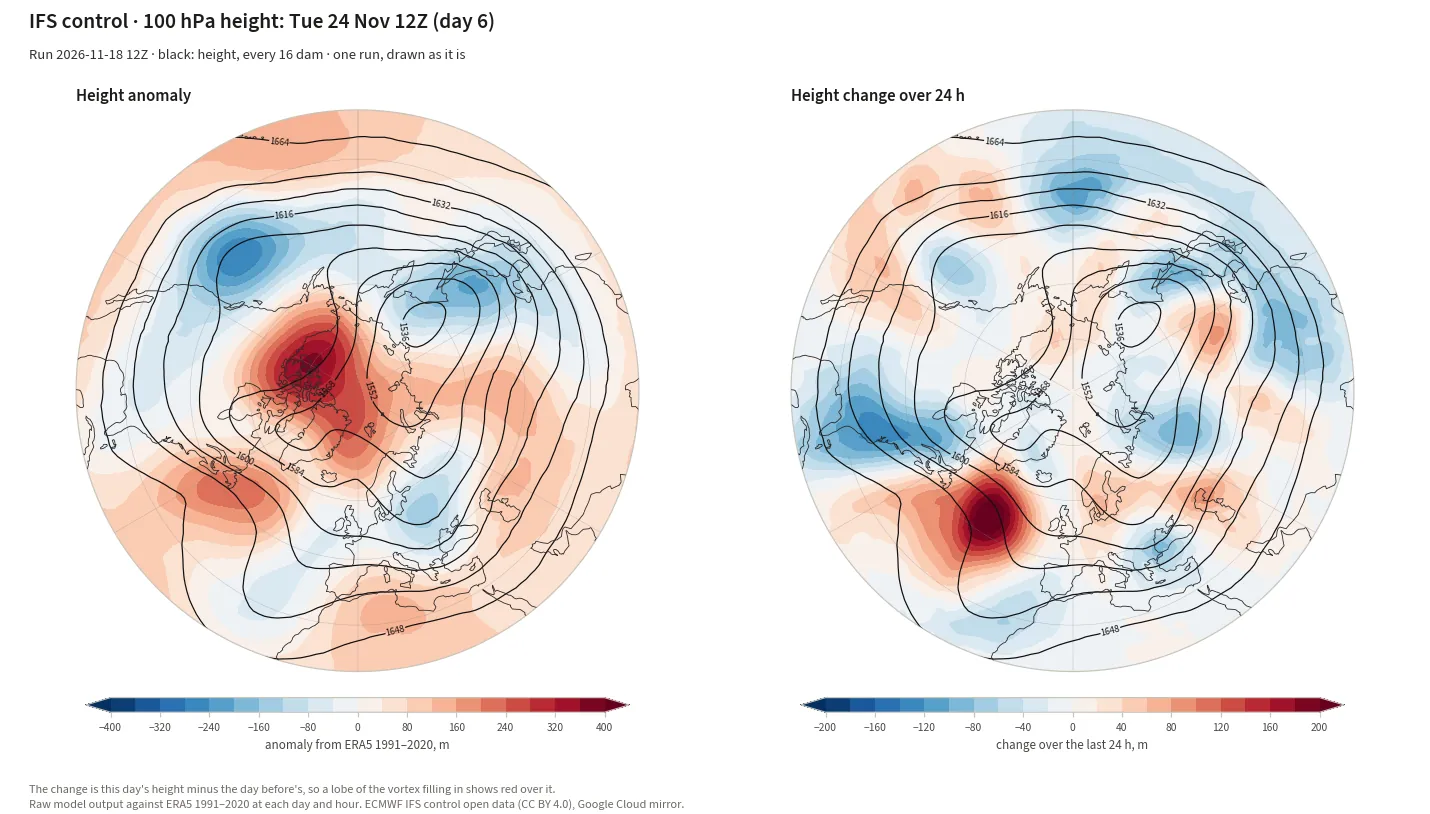 IFS control · 100 hPa height: Tue 24 Nov 12Z (day 6)
Run 2026-11-18 12Z · black: height, every 16 dam · one run, drawn as it is
Height anomaly
Height change over 24 h
1664
1632
1616
1536
1552
1568
1600
1584
1648
1664
1632
1616
1536
1552
1568
1600
1584
1648
−400 −320 −240 −160 −80 0 80 160 240 320 400
anomaly from ERA5 1991–2020, m
−200 −160 −120 −80 −40 0 40 80 120 160 200
change over the last 24 h, m
The change is this day's height minus the day before's, so a lobe of the vortex filling in shows red over it.
Raw model output against ERA5 1991–2020 at each day and hour. ECMWF IFS control open data (CC BY 4.0), Google Cloud mirror.